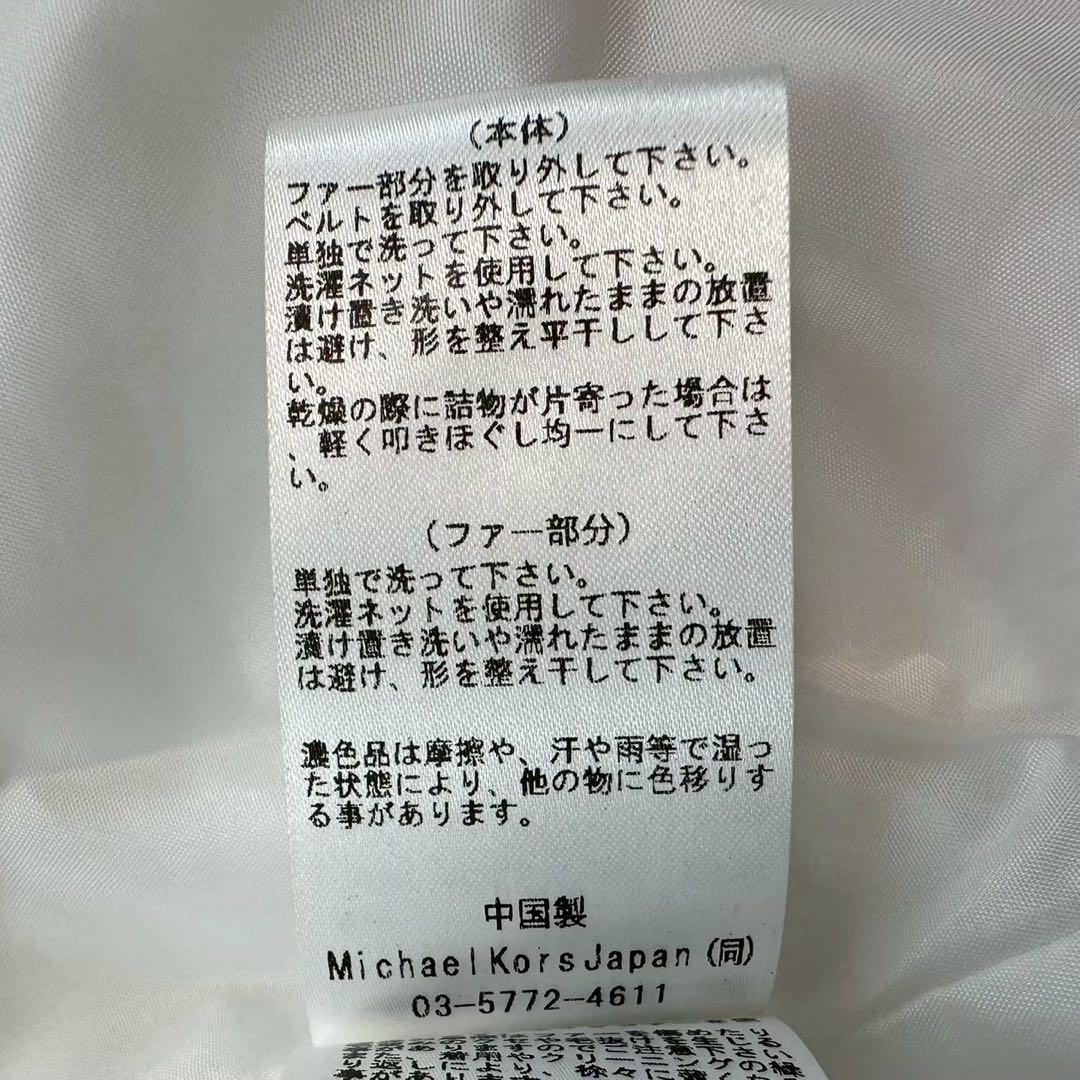 （本体）
ファー部分を取り外して下さい。
ベルトを取り外して下さい。
単独で洗って下さい。
洗濯ネットを使用して下さい。
漬け置き洗いや濡れたままの放置
は避け、形を整え平干しして下さ
い。
乾燥の際に詰物が片寄った場合は
、軽く叩きほぐし均一にして下さ
い。
（ファー部分）
単独で洗って下さい。
洗濯ネットを使用して下さい。
漬け置き洗いや濡れたままの放置
は避け、形を整え干して下さい。
濃色品は摩擦や、汗や雨等で湿っ
た状態により、他の物に色移りす
る事があります。
中国製
MichaelKorsJapan（同）
03-5772-4611